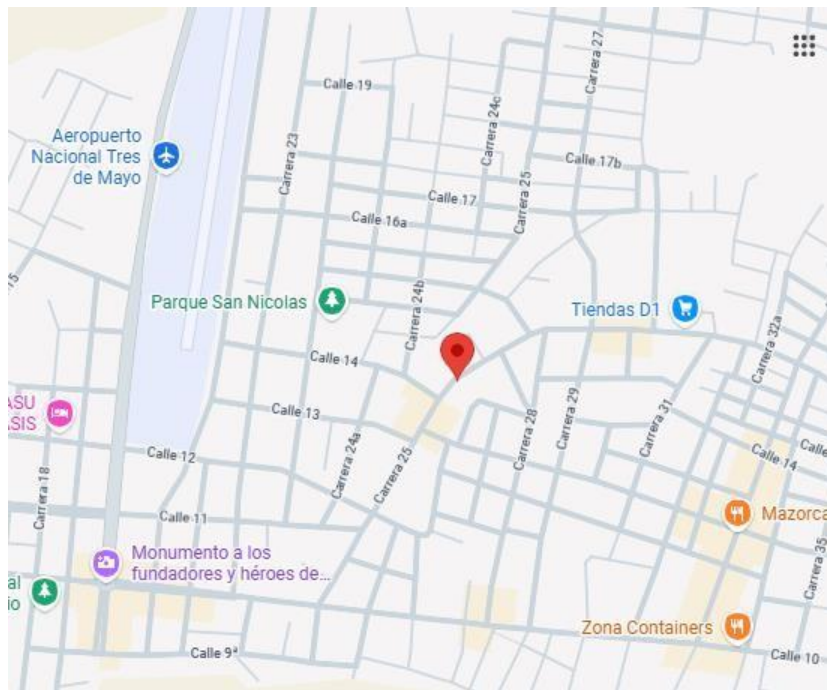 Calle 19
Carrera 27
Carrera 24c
Aeropuerto
Nacional Tres
de Mayo
Carrera 23
Calle 17b
Calle 17
Carrera 25
Calle 16a
Parque San Nicolas
Carrera 24b
Tiendas D1
Carrera 32a
15
Calle 14
ASU
ASIS
Calle 13
Carrera 28
Carrera 29
Carrera 31
Calle 12
Carrera 24a
Carrera 25
Calle 14
Calle
Carrera 18
Calle 11
Mazorca
Monumento a los
fundadores y héroes de...
Carrera 35
al
io
Zona Containers
Calle 9ª
Calle 10